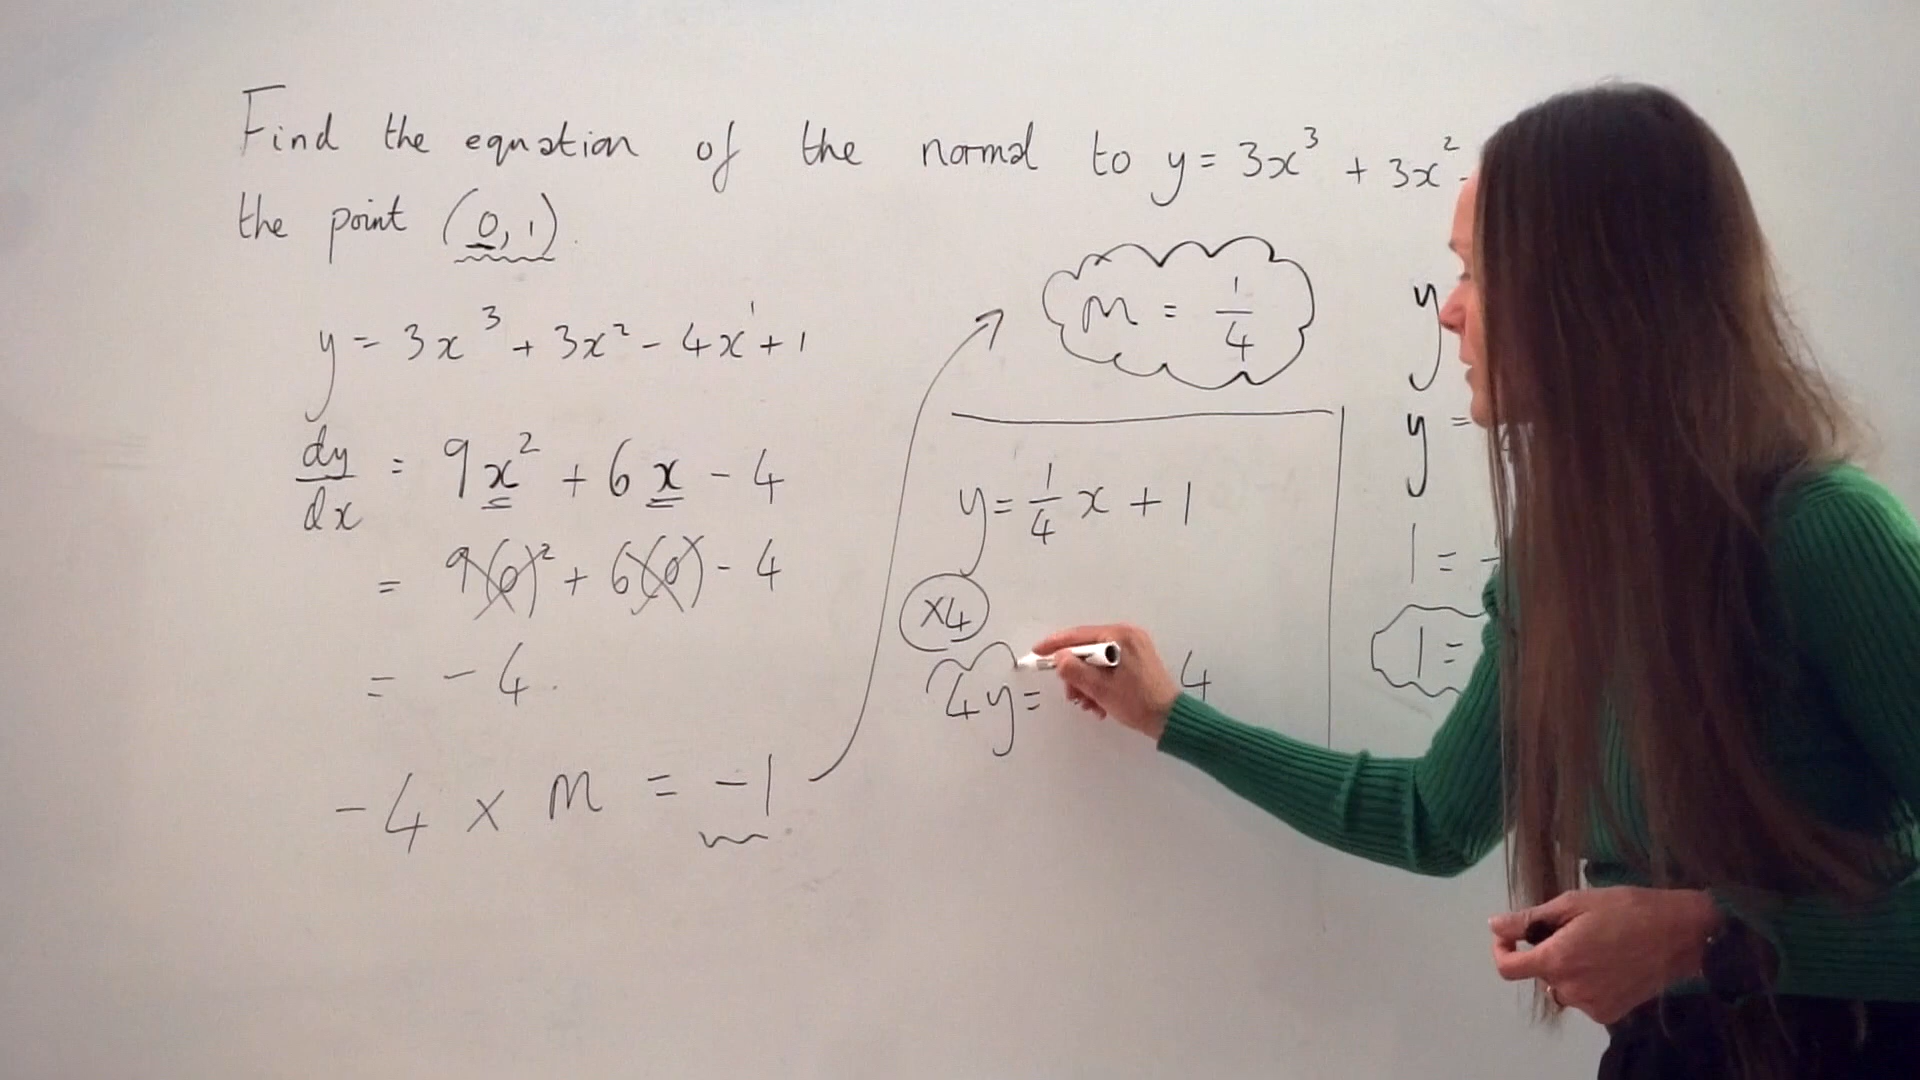 Find the equation of the normal to y = 3x³ + 3x² -
the point (0, 1).
y = 3x³ + 3x² - 4x¹ + 1
dy/dx = 9x² + 6x - 4
= 9(0)² + 6(0) - 4
= -4.
-4 × m = -1
m = 1/4
y = 1/4 x + 1
×4
4y = 4
y
y =
1 = -
1 =